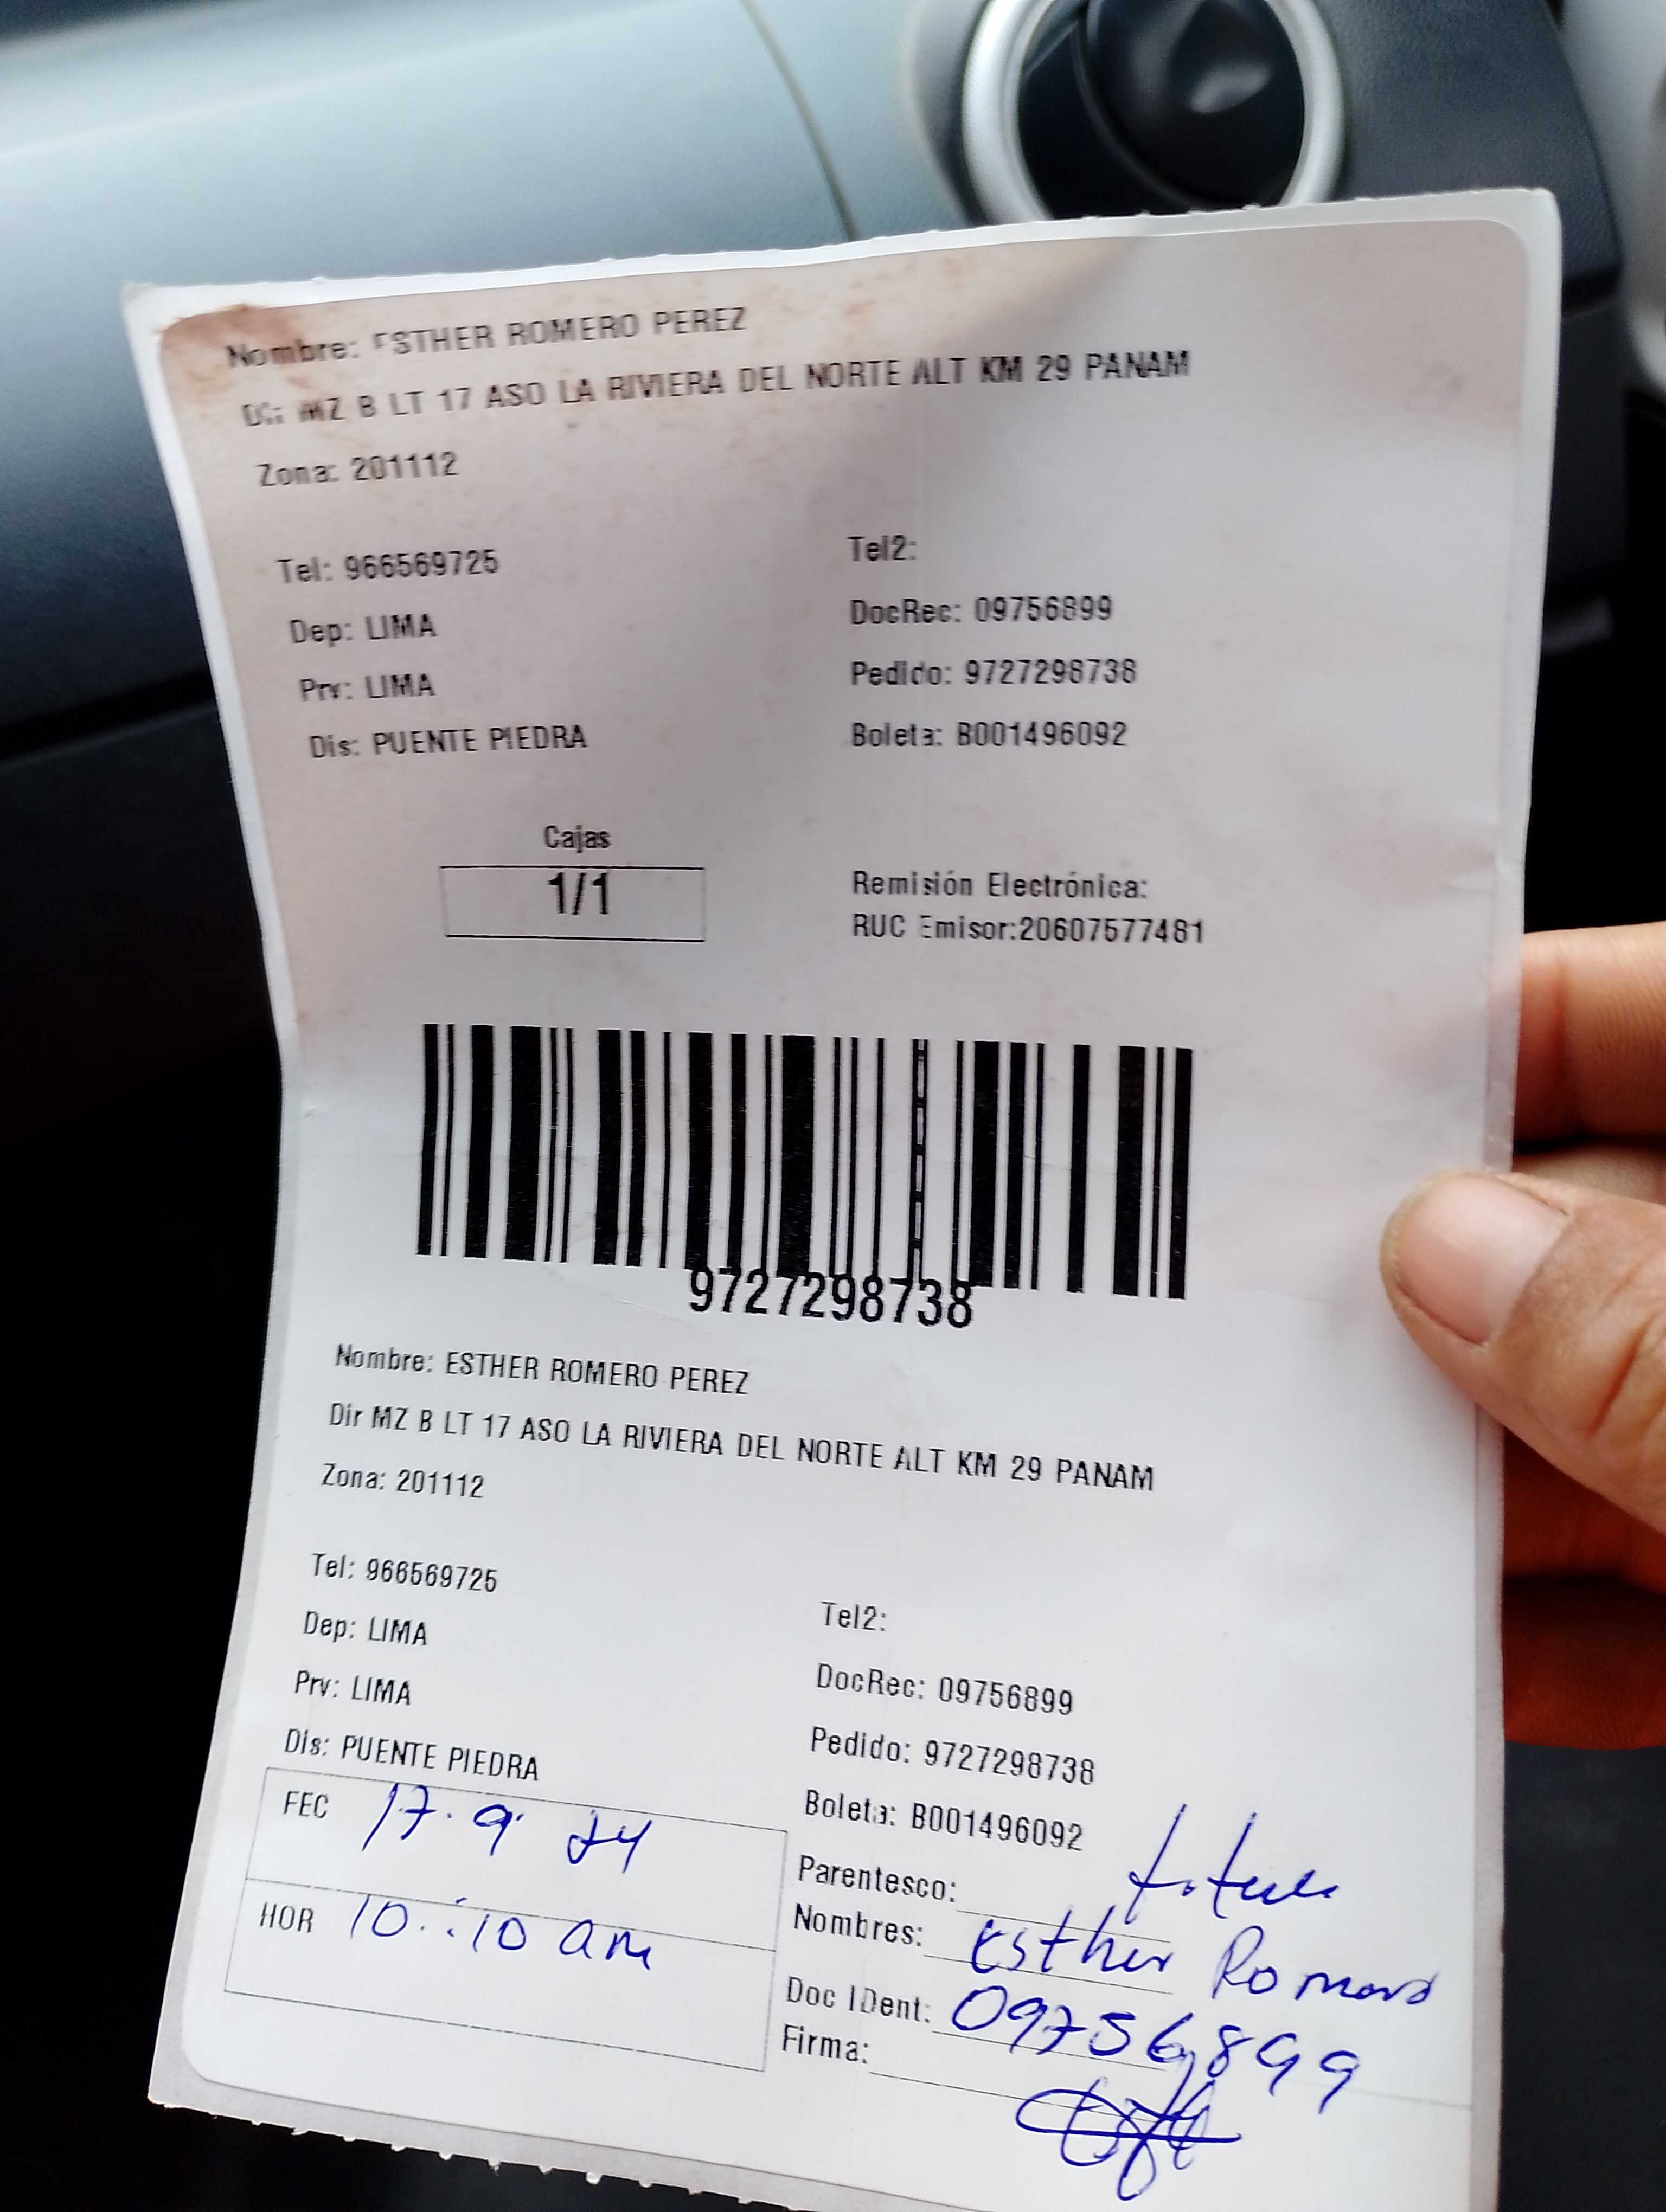 Nombre: ESTHER ROMERO PEREZ
Dir MZ B LT 17 ASO LA RIVIERA DEL NORTE ALT KM 29 PANAM
Zona: 201112
Tel: 966569725
Tel2:
Dep: LIMA
DocRec: 09756899
Prv: LIMA
Pedido: 9727298738
Dis: PUENTE PIEDRA
Boleta: B001496092
Cajas
1/1
Remisión Electrónica:
RUC Emisor:20607577481
9727298738
Nombre: ESTHER ROMERO PEREZ
Dir MZ B LT 17 ASO LA RIVIERA DEL NORTE ALT KM 29 PANAM
Zona: 201112
Tel: 966569725
Tel2:
Dep: LIMA
DocRec: 09756899
Prv: LIMA
Pedido: 9727298738
Dis: PUENTE PIEDRA
Boleta: B001496092
FEC 17.9.24
Parentesco:
HOR 10:10 am
Nombres: Esther Romero
Doc IDent: 09756899
Firma: